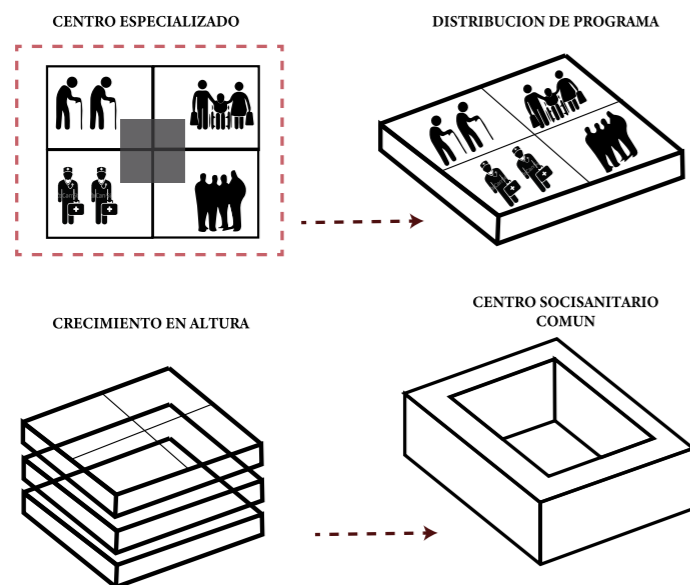 CENTRO ESPECIALIZADO
DISTRIBUCION DE PROGRAMA
CRECIMIENTO EN ALTURA
CENTRO SOCISANITARIO
COMUN